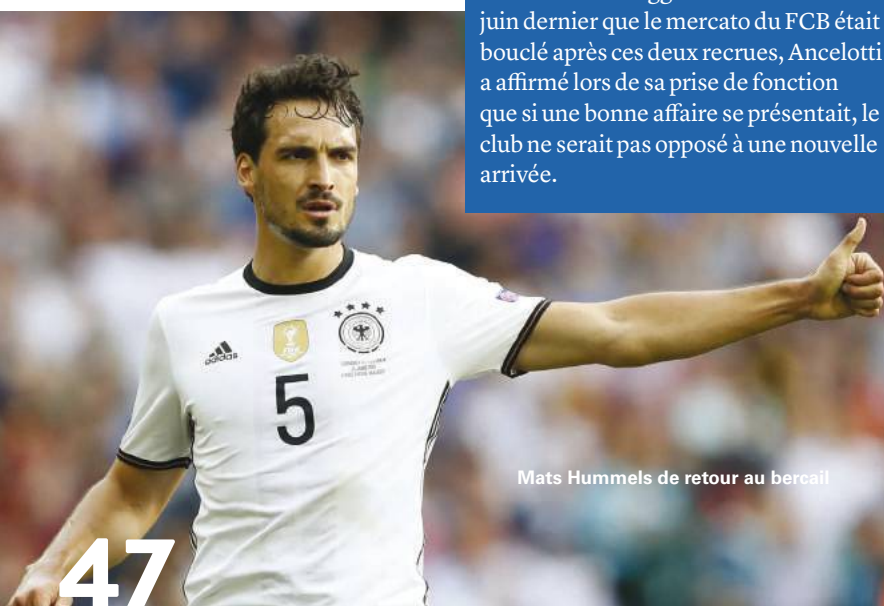 juin dernier que le mercato du FCB était
bouclé après ces deux recrues, Ancelotti
a affirmé lors de sa prise de fonction
que si une bonne affaire se présentait, le
club ne serait pas opposé à une nouvelle
arrivée.
adidas
5
Mats Hummels de retour au bercail
47